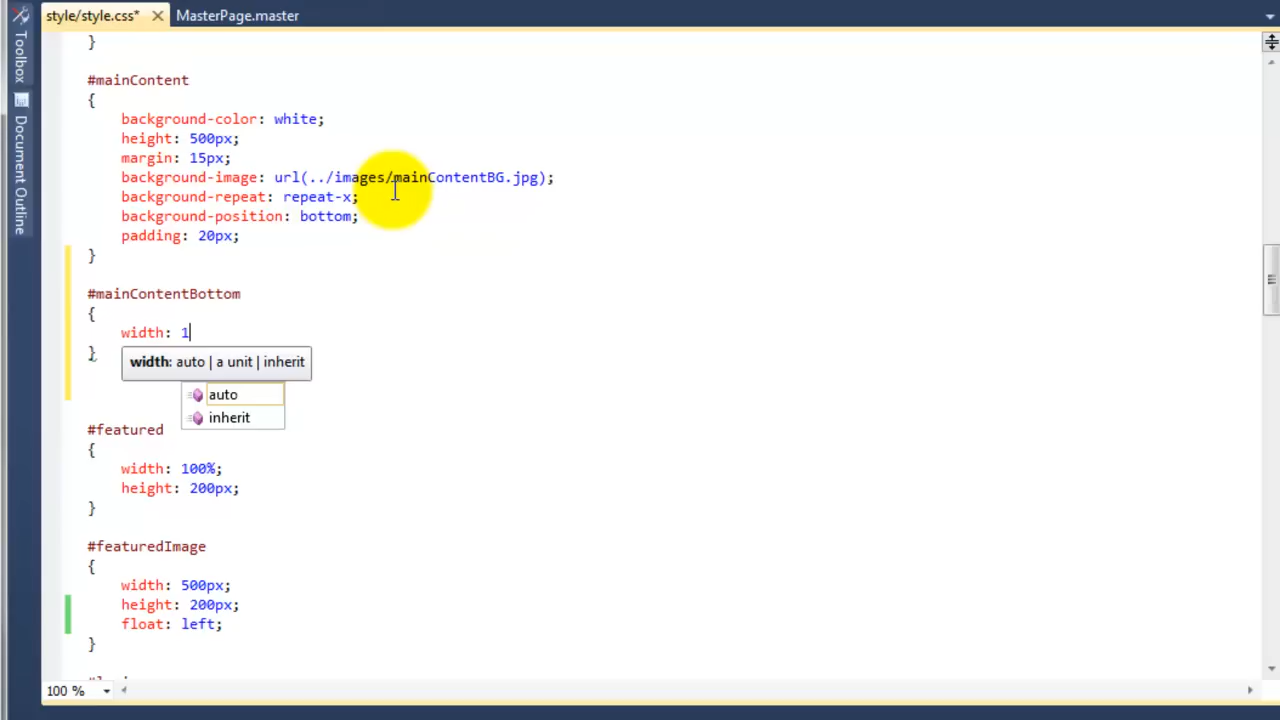 style/style.css*
MasterPage.master
Toolbox
Document Outline
}
#mainContent
{
background-color: white;
height: 500px;
margin: 15px;
background-image: url(../images/mainContentBG.jpg);
background-repeat: repeat-x;
background-position: bottom;
padding: 20px;
}
#mainContentBottom
{
width: 1
}
width: auto | a unit | inherit
auto
inherit
#featured
{
width: 100%;
height: 200px;
}
#featuredImage
{
width: 500px;
height: 200px;
float: left;
}
100 %